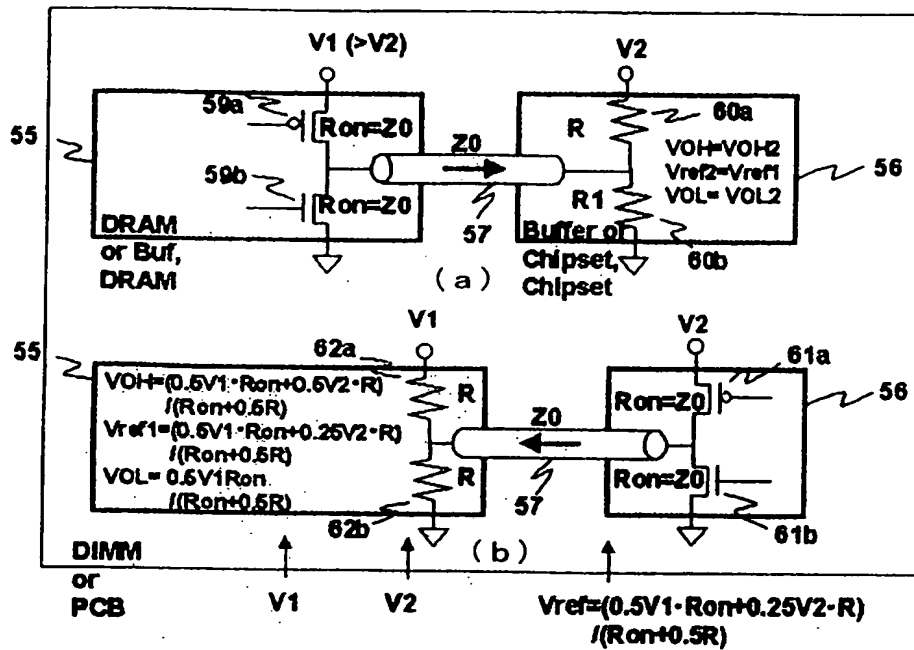 V1 (>V2)
V2
59a
Ron=Z0
55
59b
Ron=Z0
DRAM
or Buf,
DRAM
Z0
57
(a)
R
60a
VOH=VOH2
Vref2=Vref1
VOL= VOL2
56
R1
60b
Buffer or
Chipset,
Chipset
V1
V2
55
62a
VOH=(0.5V1・Ron+0.5V2・R)
/(Ron+0.5R)
Vref1=(0.5V1・Ron+0.25V2・R)
/(Ron+0.5R)
VOL= 0.5V1Ron
/(Ron+0.5R)
R
R
62b
Z0
57
(b)
61a
Ron=Z0
56
Ron=Z0
61b
DIMM
or
PCB
V1
V2
Vref=(0.5V1・Ron+0.25V2・R)
/(Ron+0.5R)